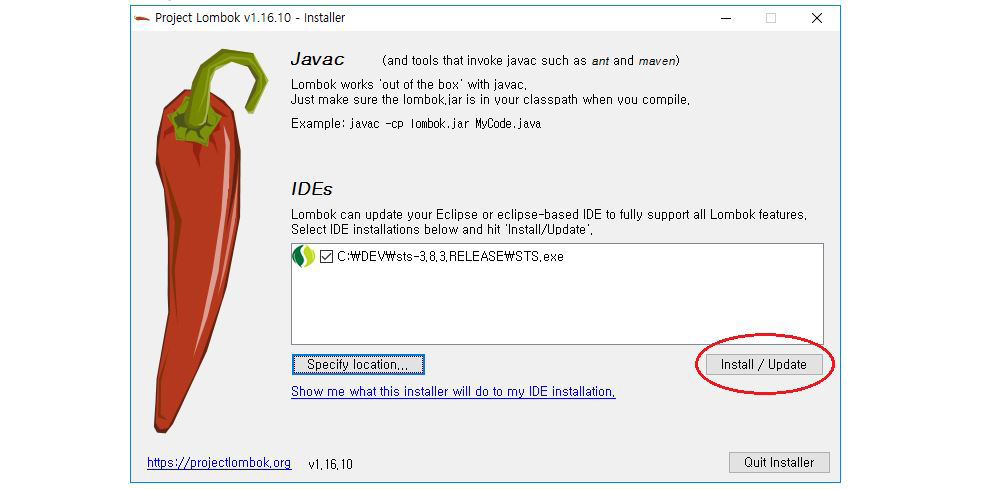 Project Lombok v1.16.10 - Installer
Javac (and tools that invoke javac such as ant and maven)
Lombok works 'out of the box' with javac.
Just make sure the lombok.jar is in your classpath when you compile.
Example: javac -cp lombok.jar MyCode.java
IDEs
Lombok can update your Eclipse or eclipse-based IDE to fully support all Lombok features.
Select IDE installations below and hit 'Install/Update'.
C:₩DEV₩sts-3.8.3.RELEASE₩STS.exe
Specify location...
Install / Update
Show me what this installer will do to my IDE installation.
https://projectlombok.org v1.16.10
Quit Installer